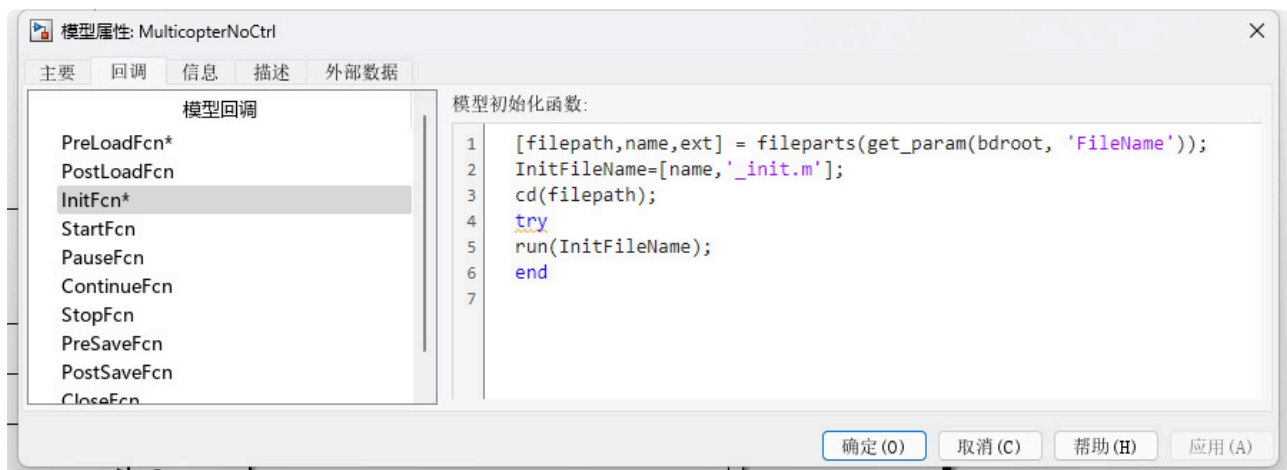 模型属性: MulticopterNoCtrl
主要 回调 信息 描述 外部数据
模型回调
PreLoadFcn*
PostLoadFcn
InitFcn*
StartFcn
PauseFcn
ContinueFcn
StopFcn
PreSaveFcn
PostSaveFcn
CloseFcn
模型初始化函数:
1 [filepath,name,ext] = fileparts(get_param(bdroot, 'FileName'));
2 InitFileName=[name,'_init.m'];
3 cd(filepath);
4 try
5 run(InitFileName);
6 end
7
确定(O) 取消(C) 帮助(H) 应用(A)